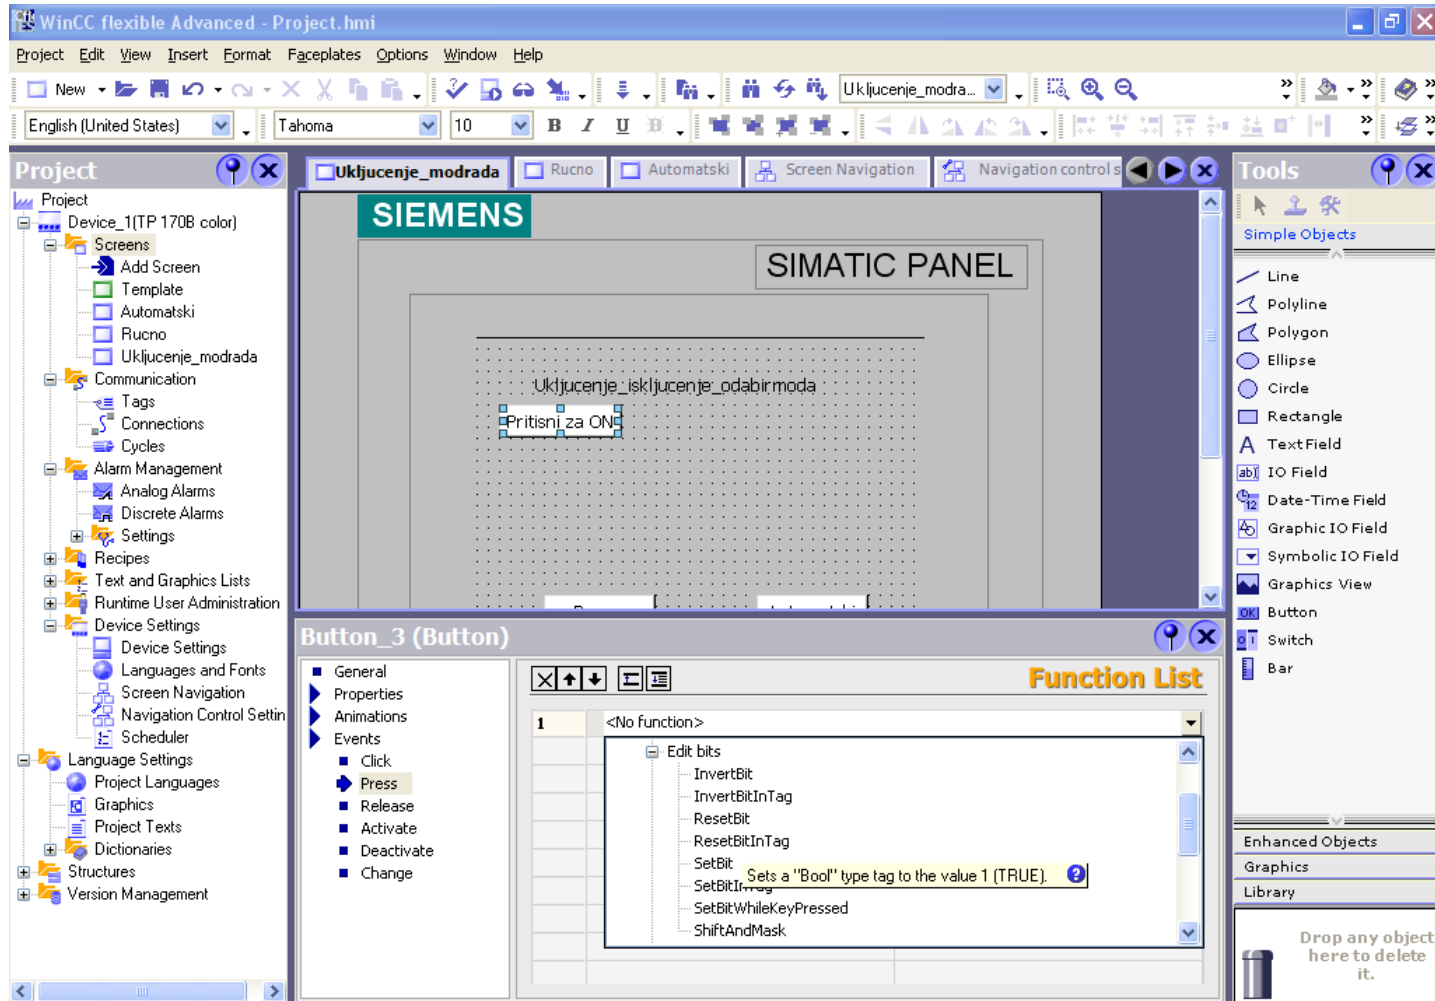 WinCC flexible Advanced - Project.hmi
Project Edit View Insert Format Faceplates Options Window Help
New Ukljucenje_modra...
English (United States) Tahoma 10 B I U
Project
Project
Device_1(TP 170B color)
Screens
Add Screen
Template
Automatski
Rucno
Ukljucenje_modrada
Communication
Tags
Connections
Cycles
Alarm Management
Analog Alarms
Discrete Alarms
Settings
Recipes
Text and Graphics Lists
Runtime User Administration
Device Settings
Device Settings
Languages and Fonts
Screen Navigation
Navigation Control Settin
Scheduler
Language Settings
Project Languages
Graphics
Project Texts
Dictionaries
Structures
Version Management
Ukljucenje_modrada Rucno Automatski Screen Navigation Navigation control s
SIEMENS
SIMATIC PANEL
Ukljucenje_iskljucenje_odabir moda
Pritisni za ON
Button_3 (Button)
General
Properties
Animations
Events
Click
Press
Release
Activate
Deactivate
Change
Function List
1 <No function>
Edit bits
InvertBit
InvertBitInTag
ResetBit
ResetBitInTag
SetBit
Sets a "Bool" type tag to the value 1 (TRUE).
SetBitInTag
SetBitWhileKeyPressed
ShiftAndMask
Tools
Simple Objects
Line
Polyline
Polygon
Ellipse
Circle
Rectangle
A TextField
ab IO Field
12 Date-Time Field
Graphic IO Field
Symbolic IO Field
Graphics View
OK Button
Switch
Bar
Enhanced Objects
Graphics
Library
Drop any object
here to delete
it.